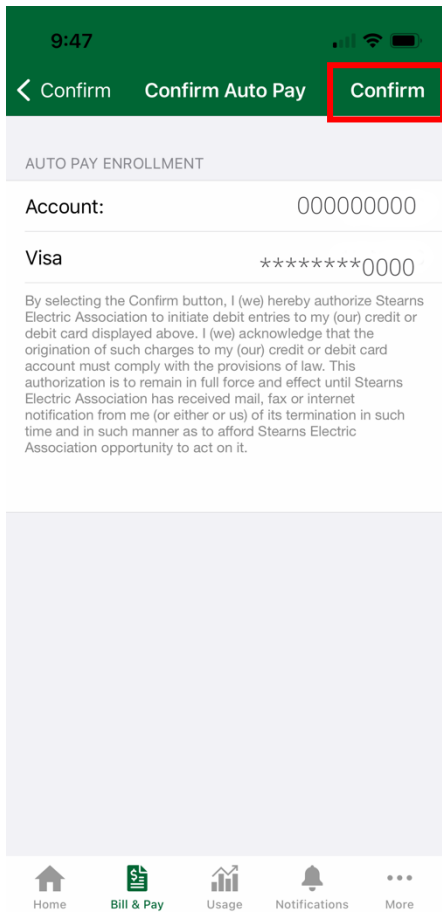 9:47
Confirm Confirm Auto Pay Confirm
AUTO PAY ENROLLMENT
Account: 000000000
Visa ********0000
By selecting the Confirm button, I (we) hereby authorize Stearns
Electric Association to initiate debit entries to my (our) credit or
debit card displayed above. I (we) acknowledge that the
origination of such charges to my (our) credit or debit card
account must comply with the provisions of law. This
authorization is to remain in full force and effect until Stearns
Electric Association has received mail, fax or internet
notification from me (or either or us) of its termination in such
time and in such manner as to afford Stearns Electric
Association opportunity to act on it.
Home Bill & Pay Usage Notifications More